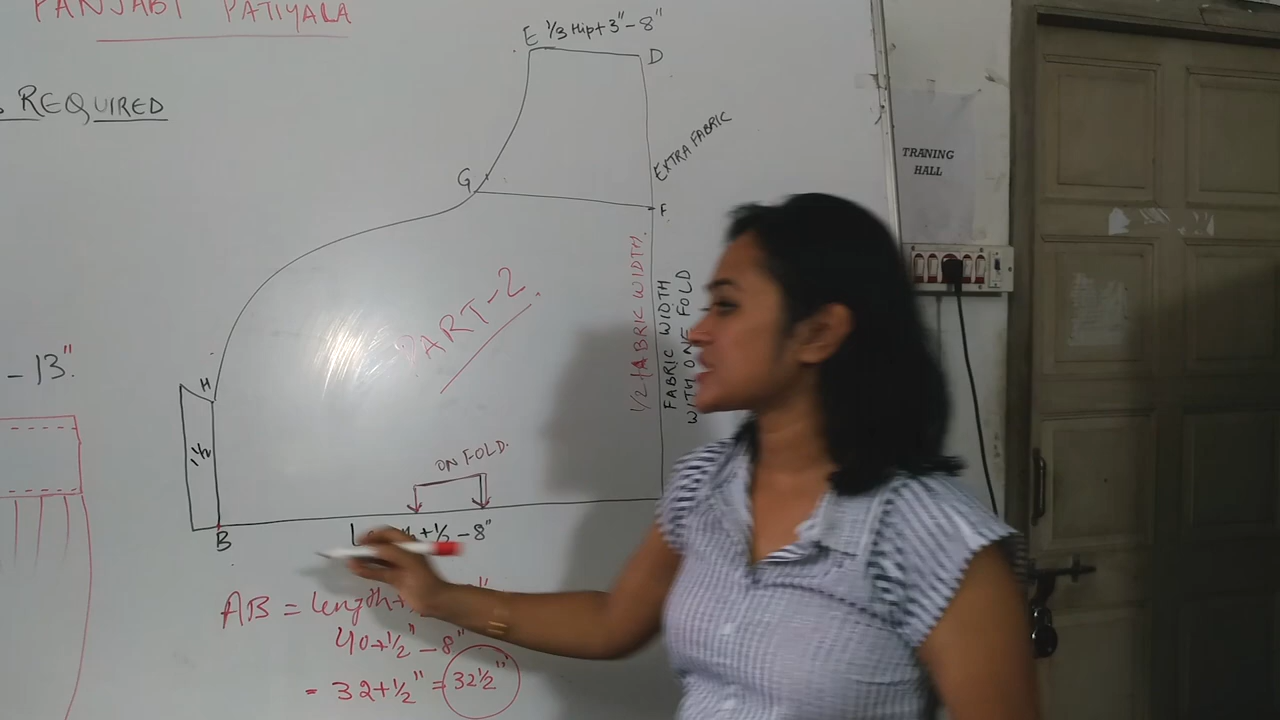 PANJABI PATIYALA
REQUIRED
E 1/3 Hip + 3" - 8"
D
EXTRA FABRIC
G
F
TRANING
HALL
1/2 FABRIC WIDTH
FABRIC WIDTH
WITH ONE FOLD
PART-2
- 13"
H
1 1/2
ON FOLD
B
- 8"
AB = length +
40 + 1/2" - 8"
= 32 + 1/2" = 32 1/2"